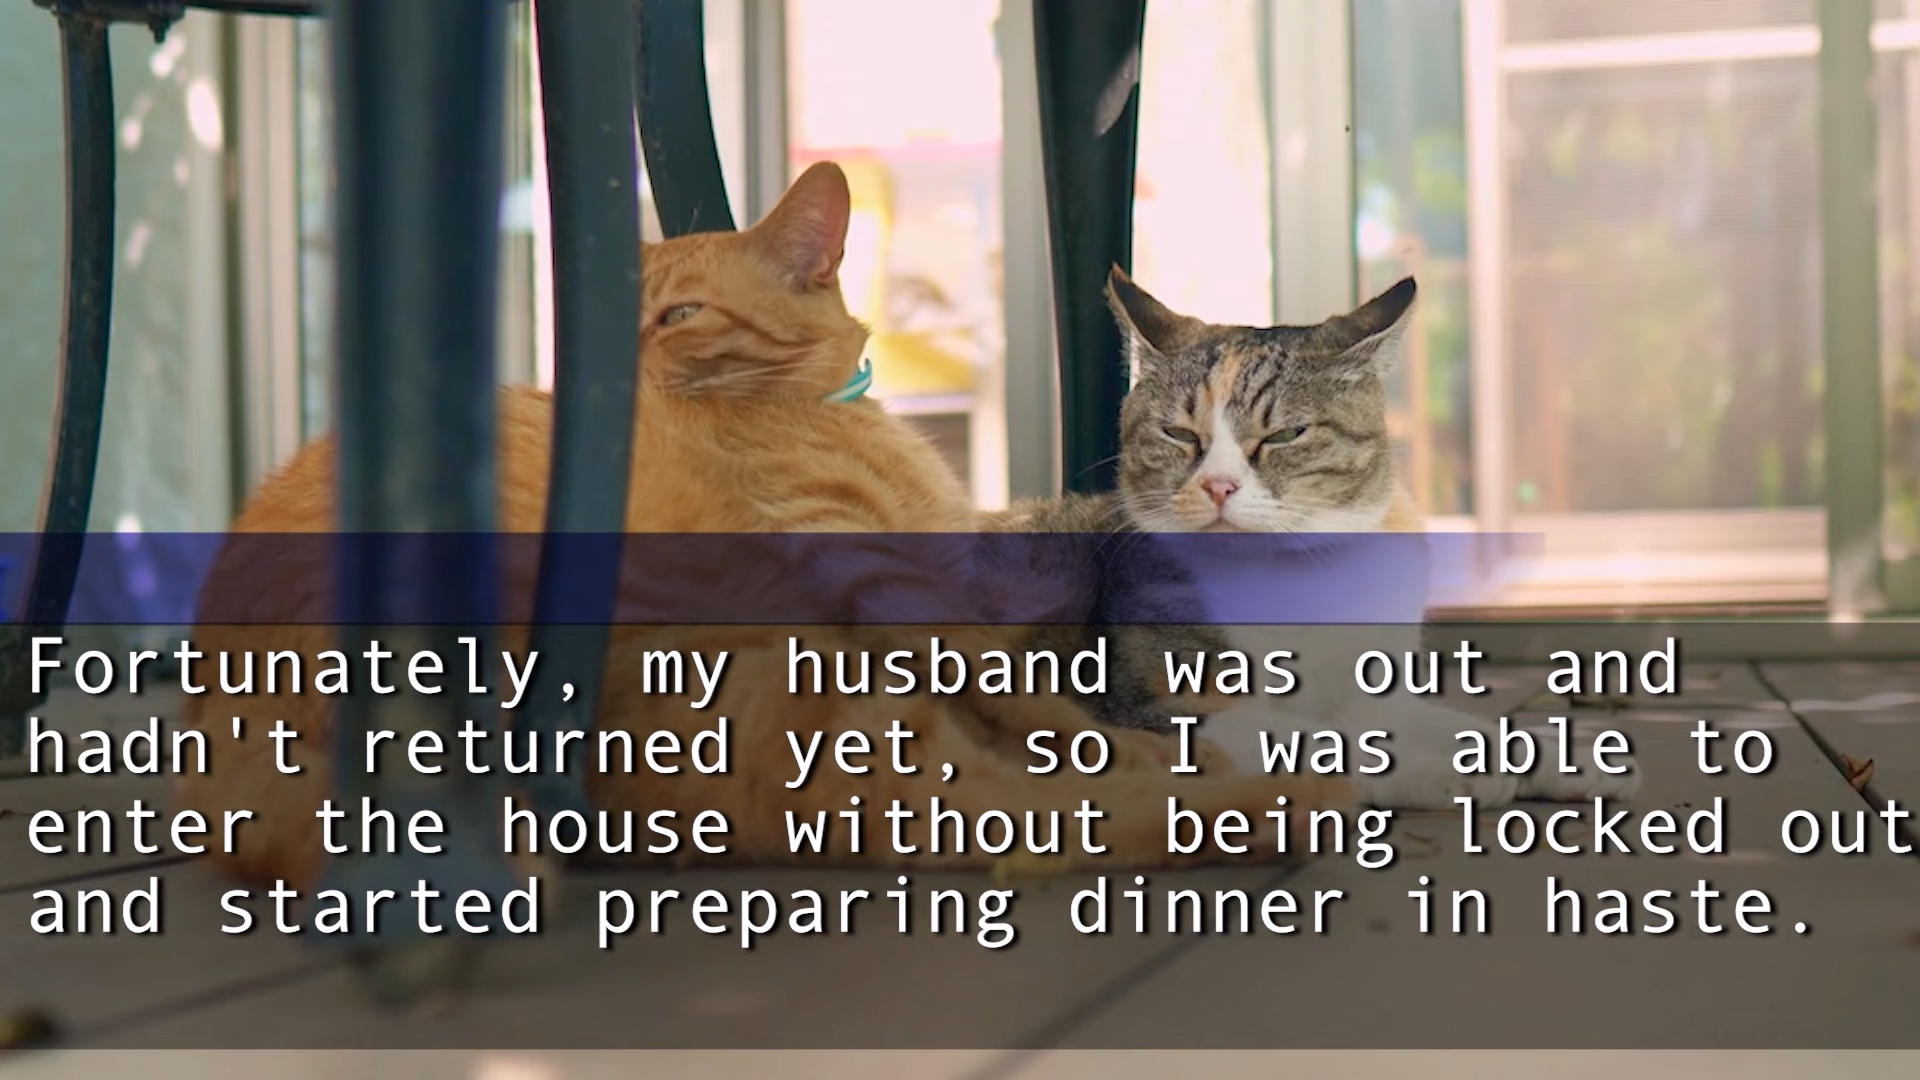 Fortunately, my husband was out and
hadn't returned yet, so I was able to
enter the house without being locked out
and started preparing dinner in haste.